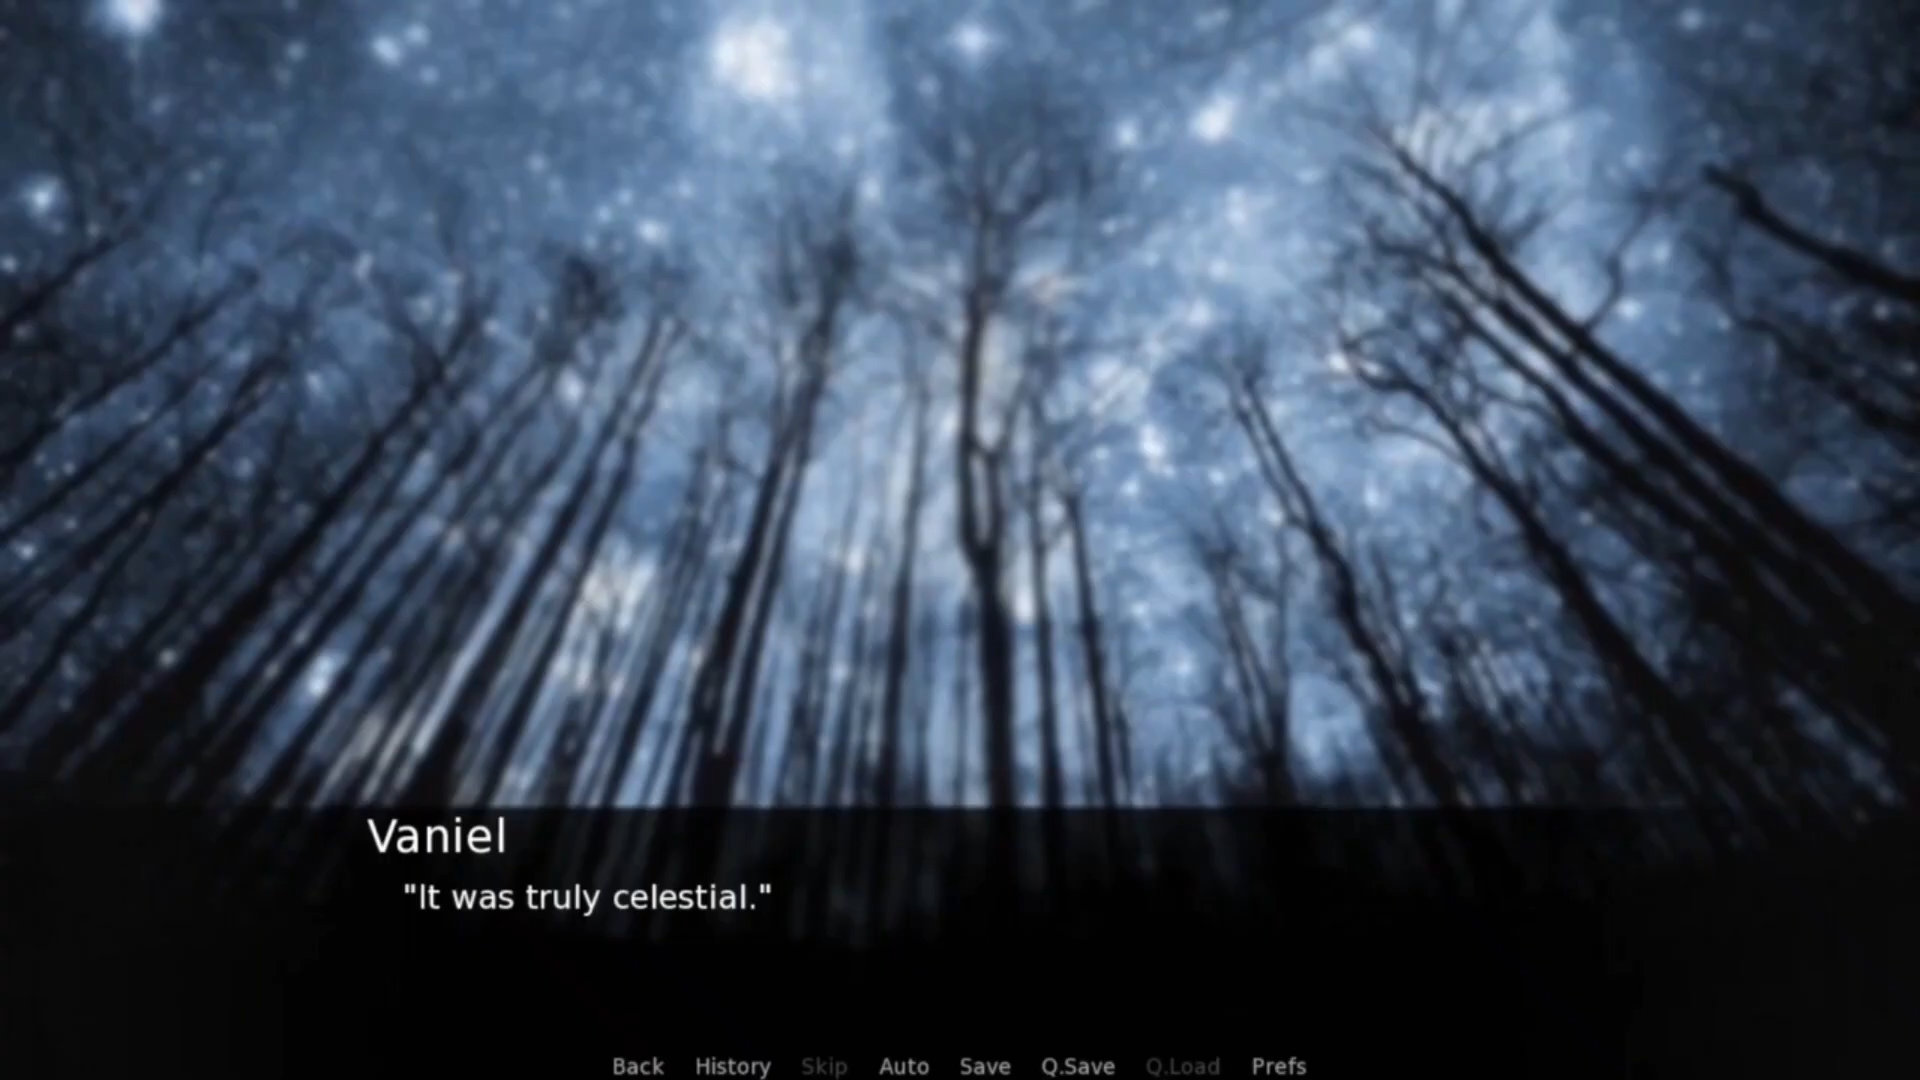 Vaniel
"It was truly celestial."
Back History Skip Auto Save Q.Save Q.Load Prefs